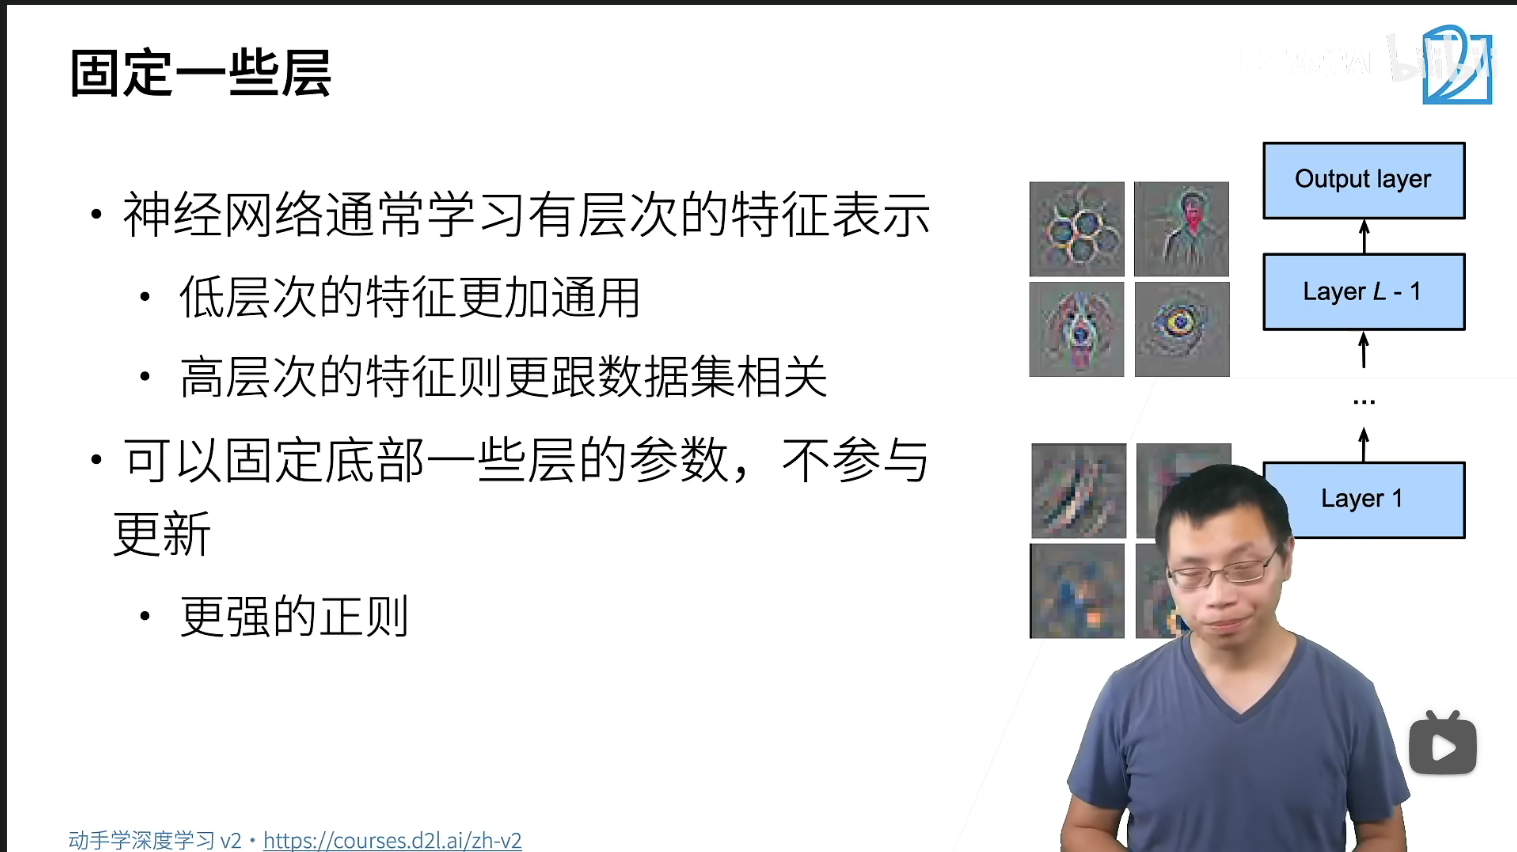 固定一些层
• 神经网络通常学习有层次的特征表示
• 低层次的特征更加通用
• 高层次的特征则更跟数据集相关
• 可以固定底部一些层的参数，不参与
更新
• 更强的正则
Output layer
Layer L - 1
...
Layer 1
动手学深度学习 v2 • https://courses.d2l.ai/zh-v2
bilibili